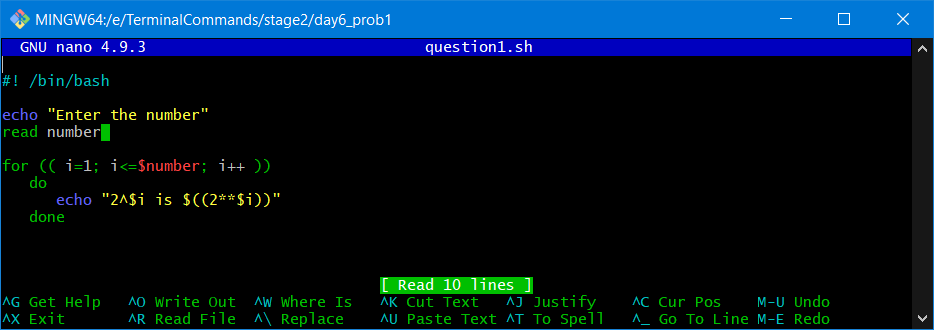 MINGW64:/e/TerminalCommands/stage2/day6_prob1
GNU nano 4.9.3 question1.sh
#! /bin/bash
echo "Enter the number"
read number
for (( i=1; i<=$number; i++ ))
do
echo "2^$i is $((2**$i))"
done
[ Read 10 lines ]
^G Get Help ^O Write Out ^W Where Is ^K Cut Text ^J Justify ^C Cur Pos M-U Undo
^X Exit ^R Read File ^\ Replace ^U Paste Text ^T To Spell ^_ Go To Line M-E Redo